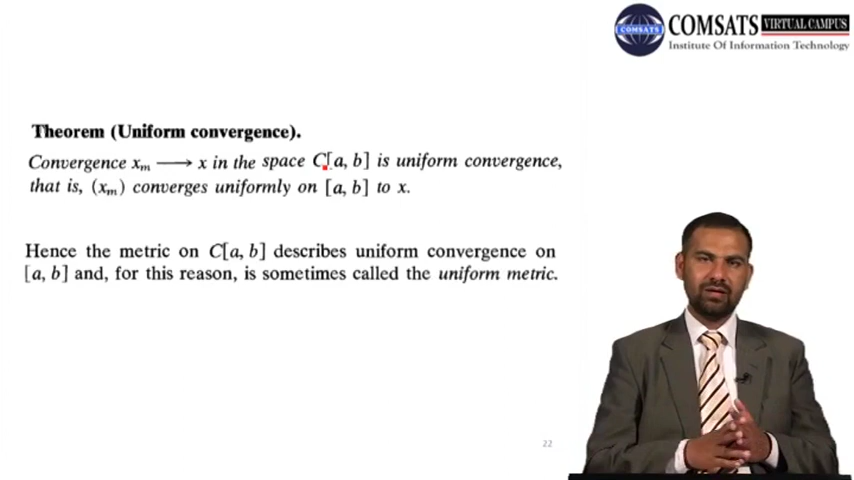 COMSATS
COMSATS VIRTUAL CAMPUS
Institute Of Information Technology
Theorem (Uniform convergence).
Convergence xₘ ⟶ x in the space C[a, b] is uniform convergence,
that is, (xₘ) converges uniformly on [a, b] to x.
Hence the metric on C[a, b] describes uniform convergence on
[a, b] and, for this reason, is sometimes called the uniform metric.
22